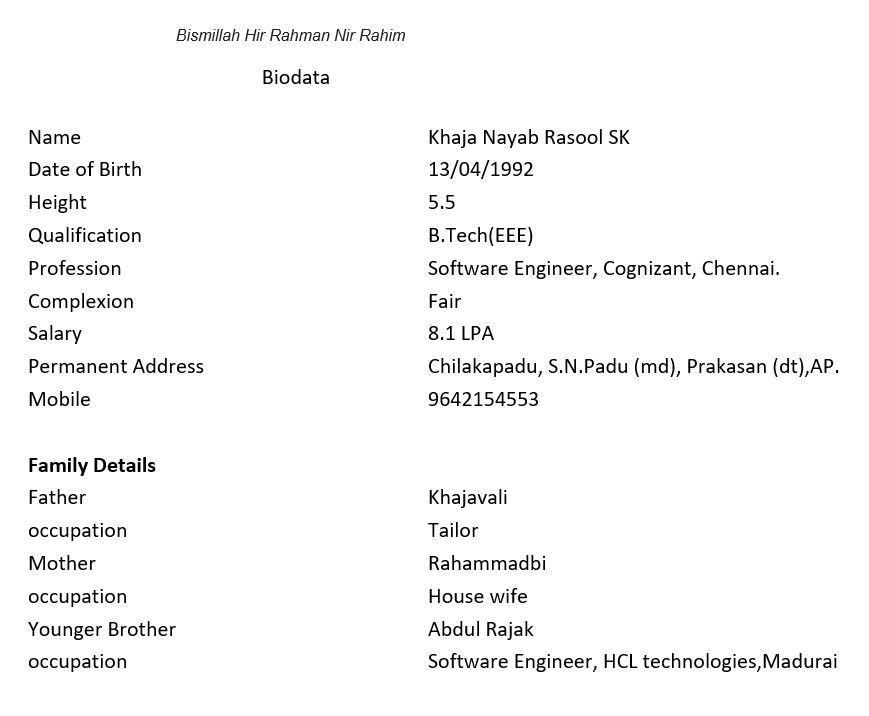 Bismillah Hir Rahman Nir Rahim
Biodata
Name Khaja Nayab Rasool SK
Date of Birth 13/04/1992
Height 5.5
Qualification B.Tech(EEE)
Profession Software Engineer, Cognizant, Chennai.
Complexion Fair
Salary 8.1 LPA
Permanent Address Chilakapadu, S.N.Padu (md), Prakasan (dt),AP.
Mobile 9642154553
Family Details
Father Khajavali
occupation Tailor
Mother Rahammadbi
occupation House wife
Younger Brother Abdul Rajak
occupation Software Engineer, HCL technologies,Madurai